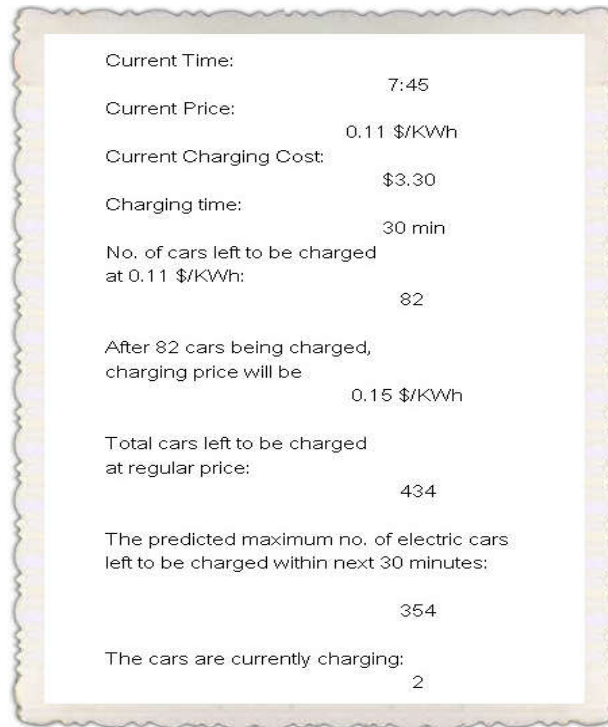 Current Time:
7:45
Current Price:
0.11 $/KWh
Current Charging Cost:
$3.30
Charging time:
30 min
No. of cars left to be charged
at 0.11 $/KWh:
82
After 82 cars being charged,
charging price will be
0.15 $/KWh
Total cars left to be charged
at regular price:
434
The predicted maximum no. of electric cars
left to be charged within next 30 minutes:
354
The cars are currently charging:
2